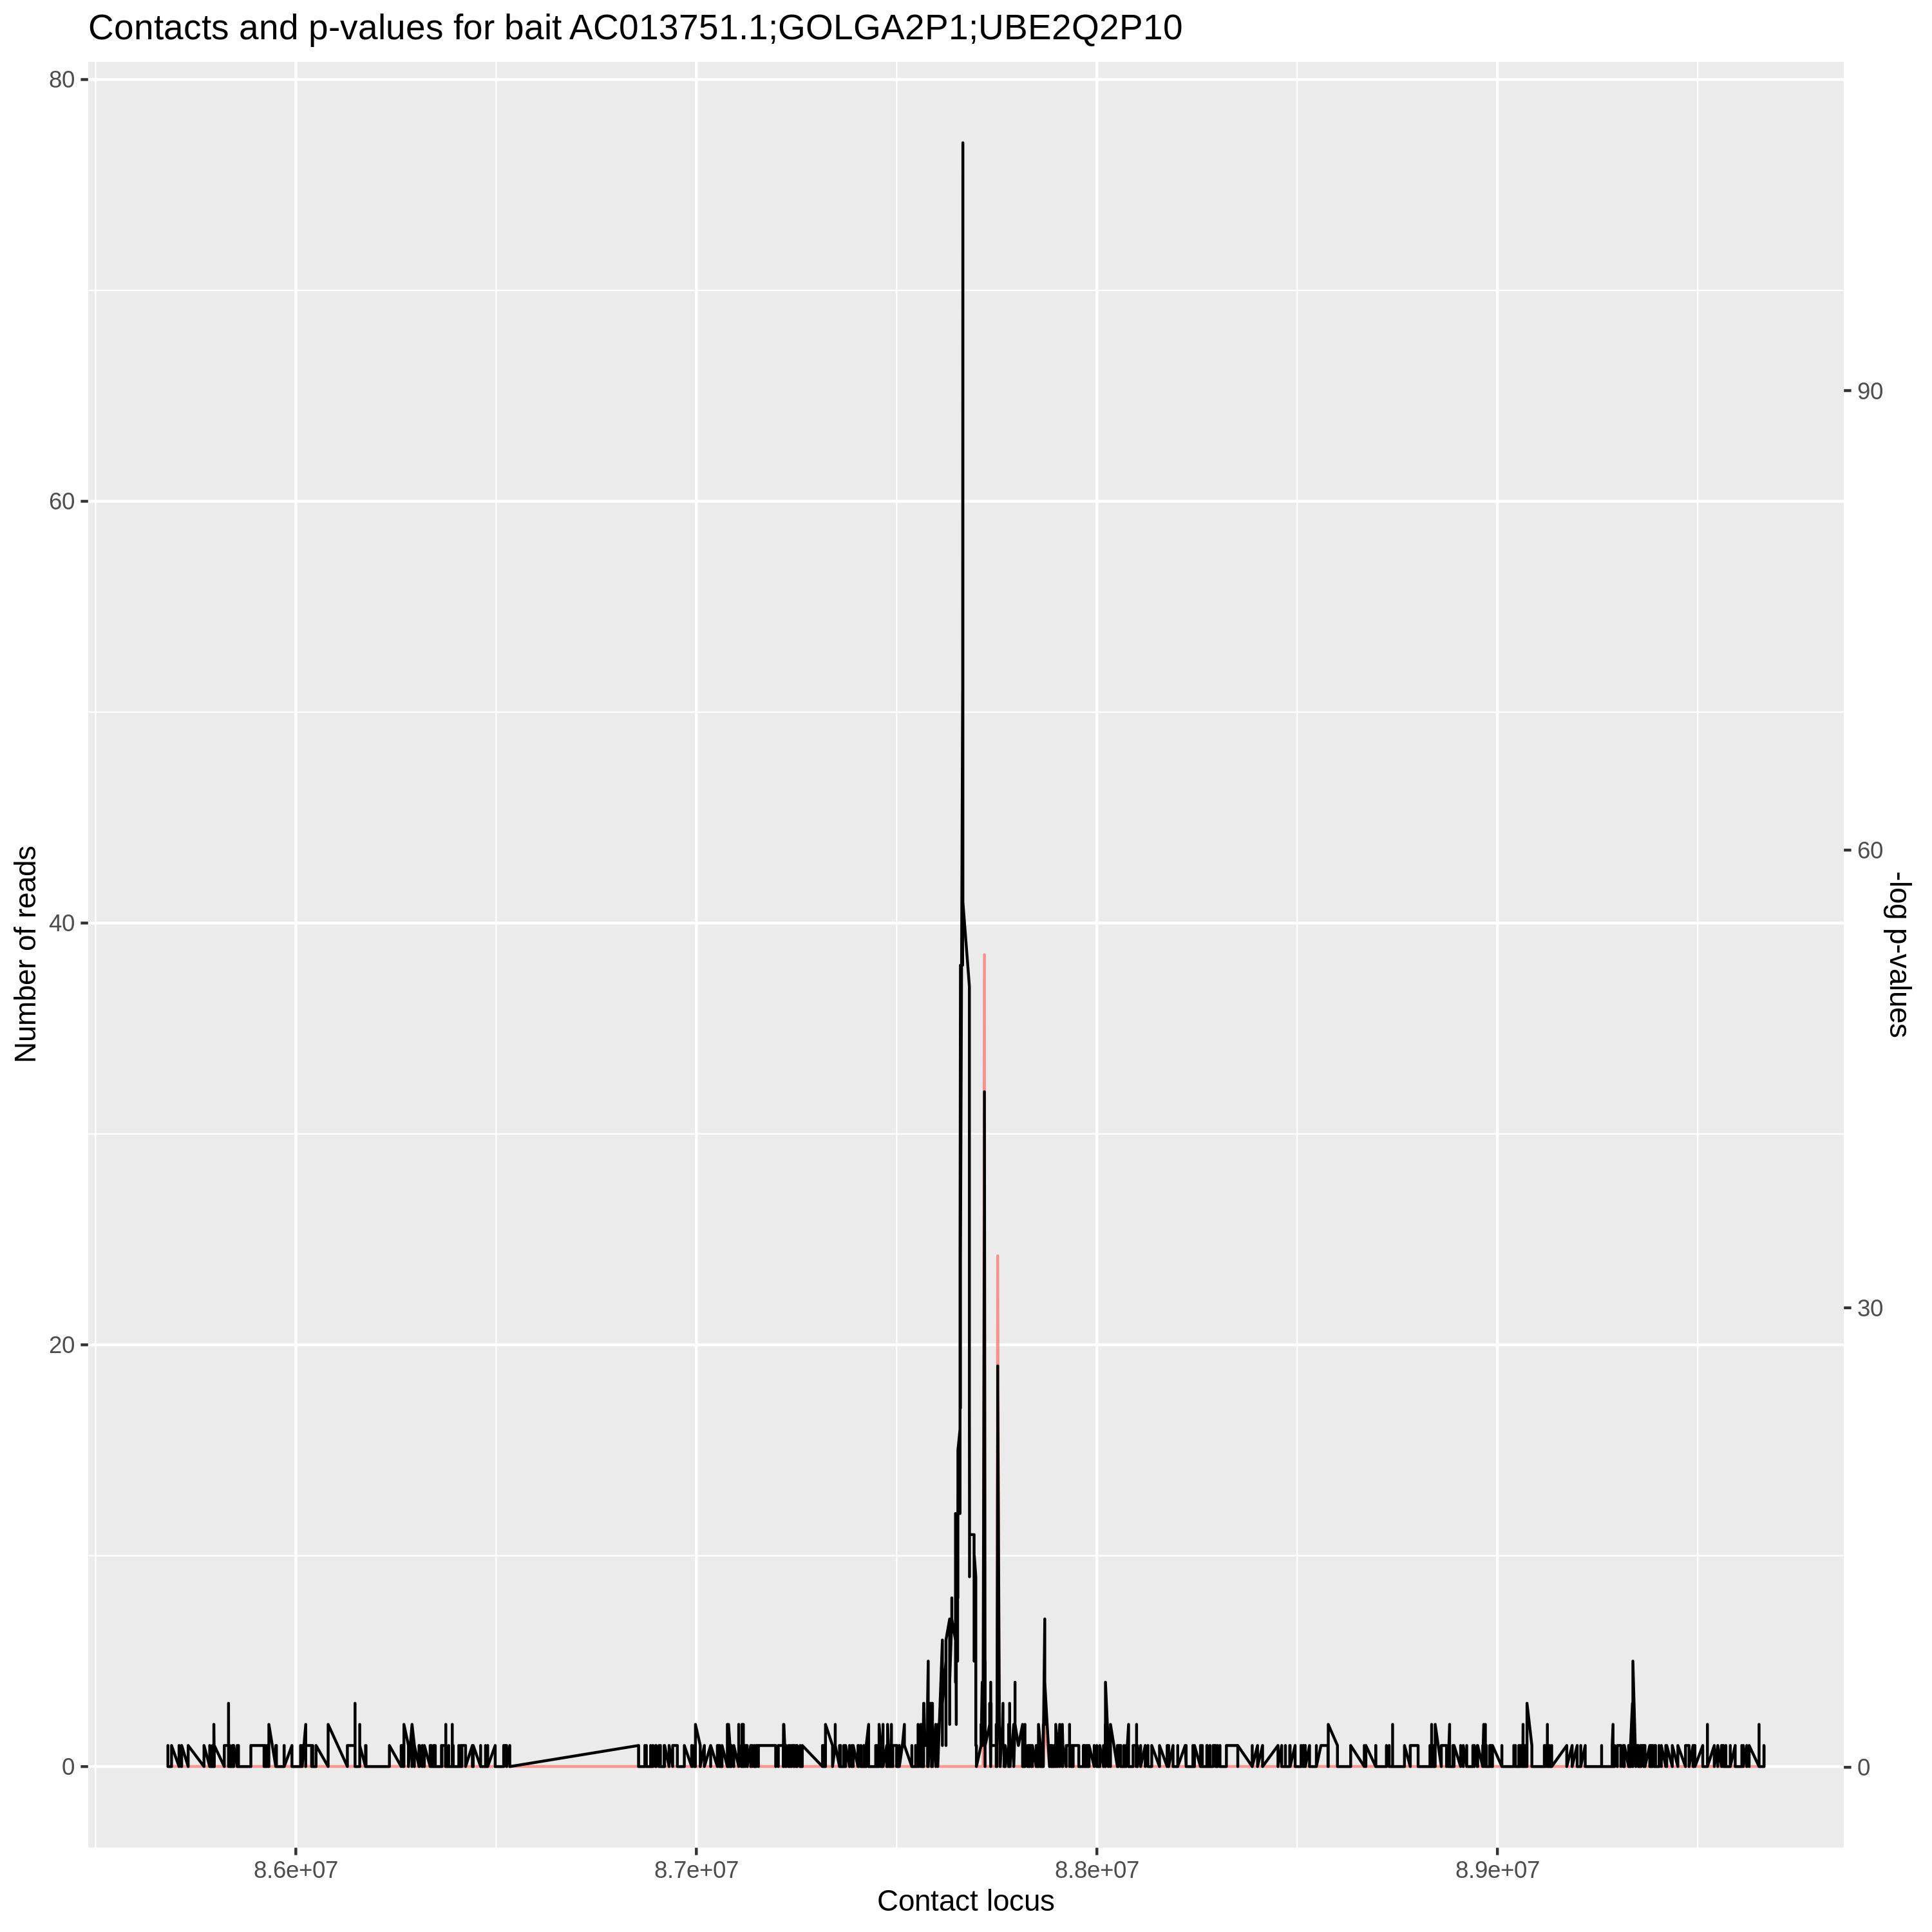 Contacts and p-values for bait AC013751.1;GOLGA2P1;UBE2Q2P10
80
60
40
20
0
Number of reads
90
60
30
0
-log p-values
8.6e+07
8.7e+07
8.8e+07
8.9e+07
Contact locus